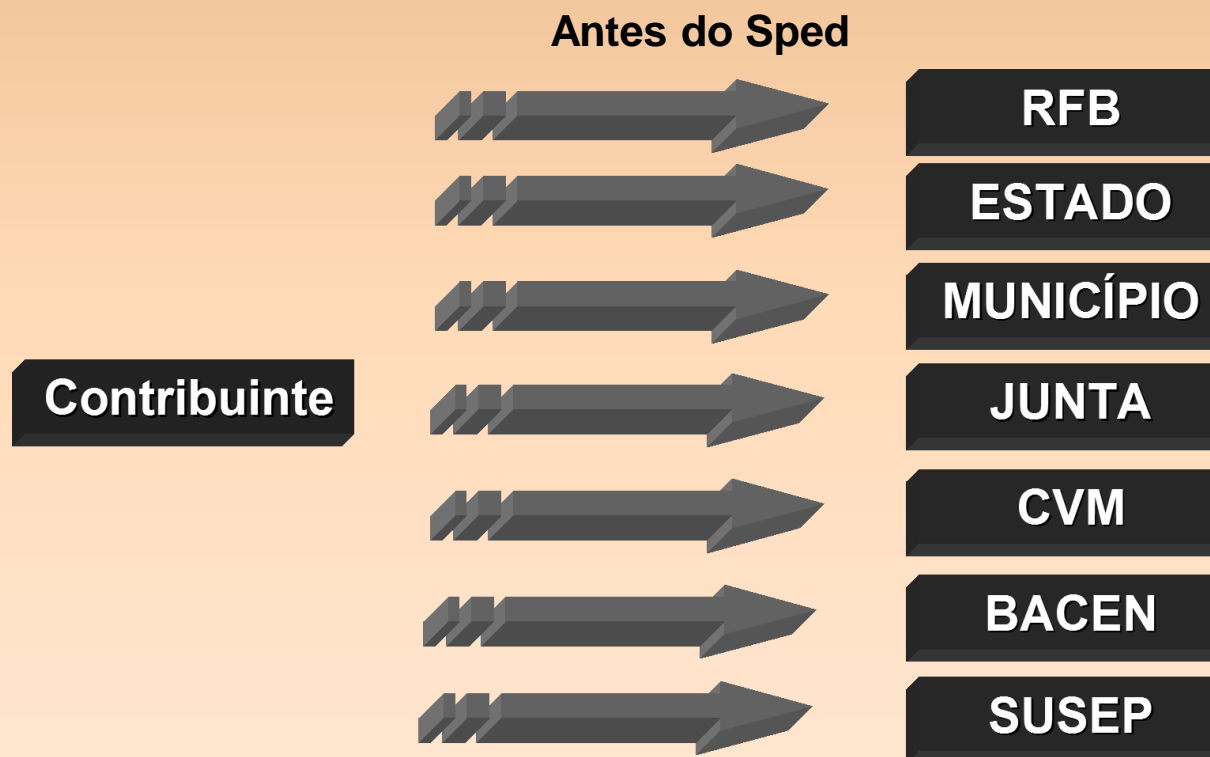 Antes do Sped
RFB
ESTADO
MUNICÍPIO
Contribuinte
JUNTA
CVM
BACEN
SUSEP